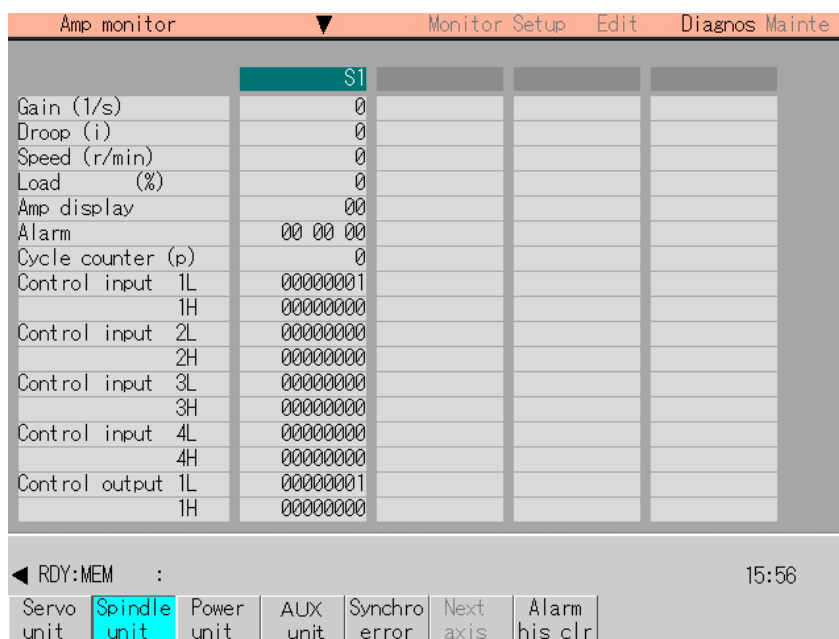 Amp monitor ▼ Monitor Setup Edit Diagnos Mainte
S1
Gain (1/s) 0
Droop (i) 0
Speed (r/min) 0
Load (%) 0
Amp display 00
Alarm 00 00 00
Cycle counter (p) 0
Control input 1L 00000001
1H 00000000
Control input 2L 00000000
2H 00000000
Control input 3L 00000000
3H 00000000
Control input 4L 00000000
4H 00000000
Control output 1L 00000001
1H 00000000
◀ RDY:MEM : 15:56
Servo Spindle Power AUX Synchro Next Alarm
unit unit unit unit error axis his clr